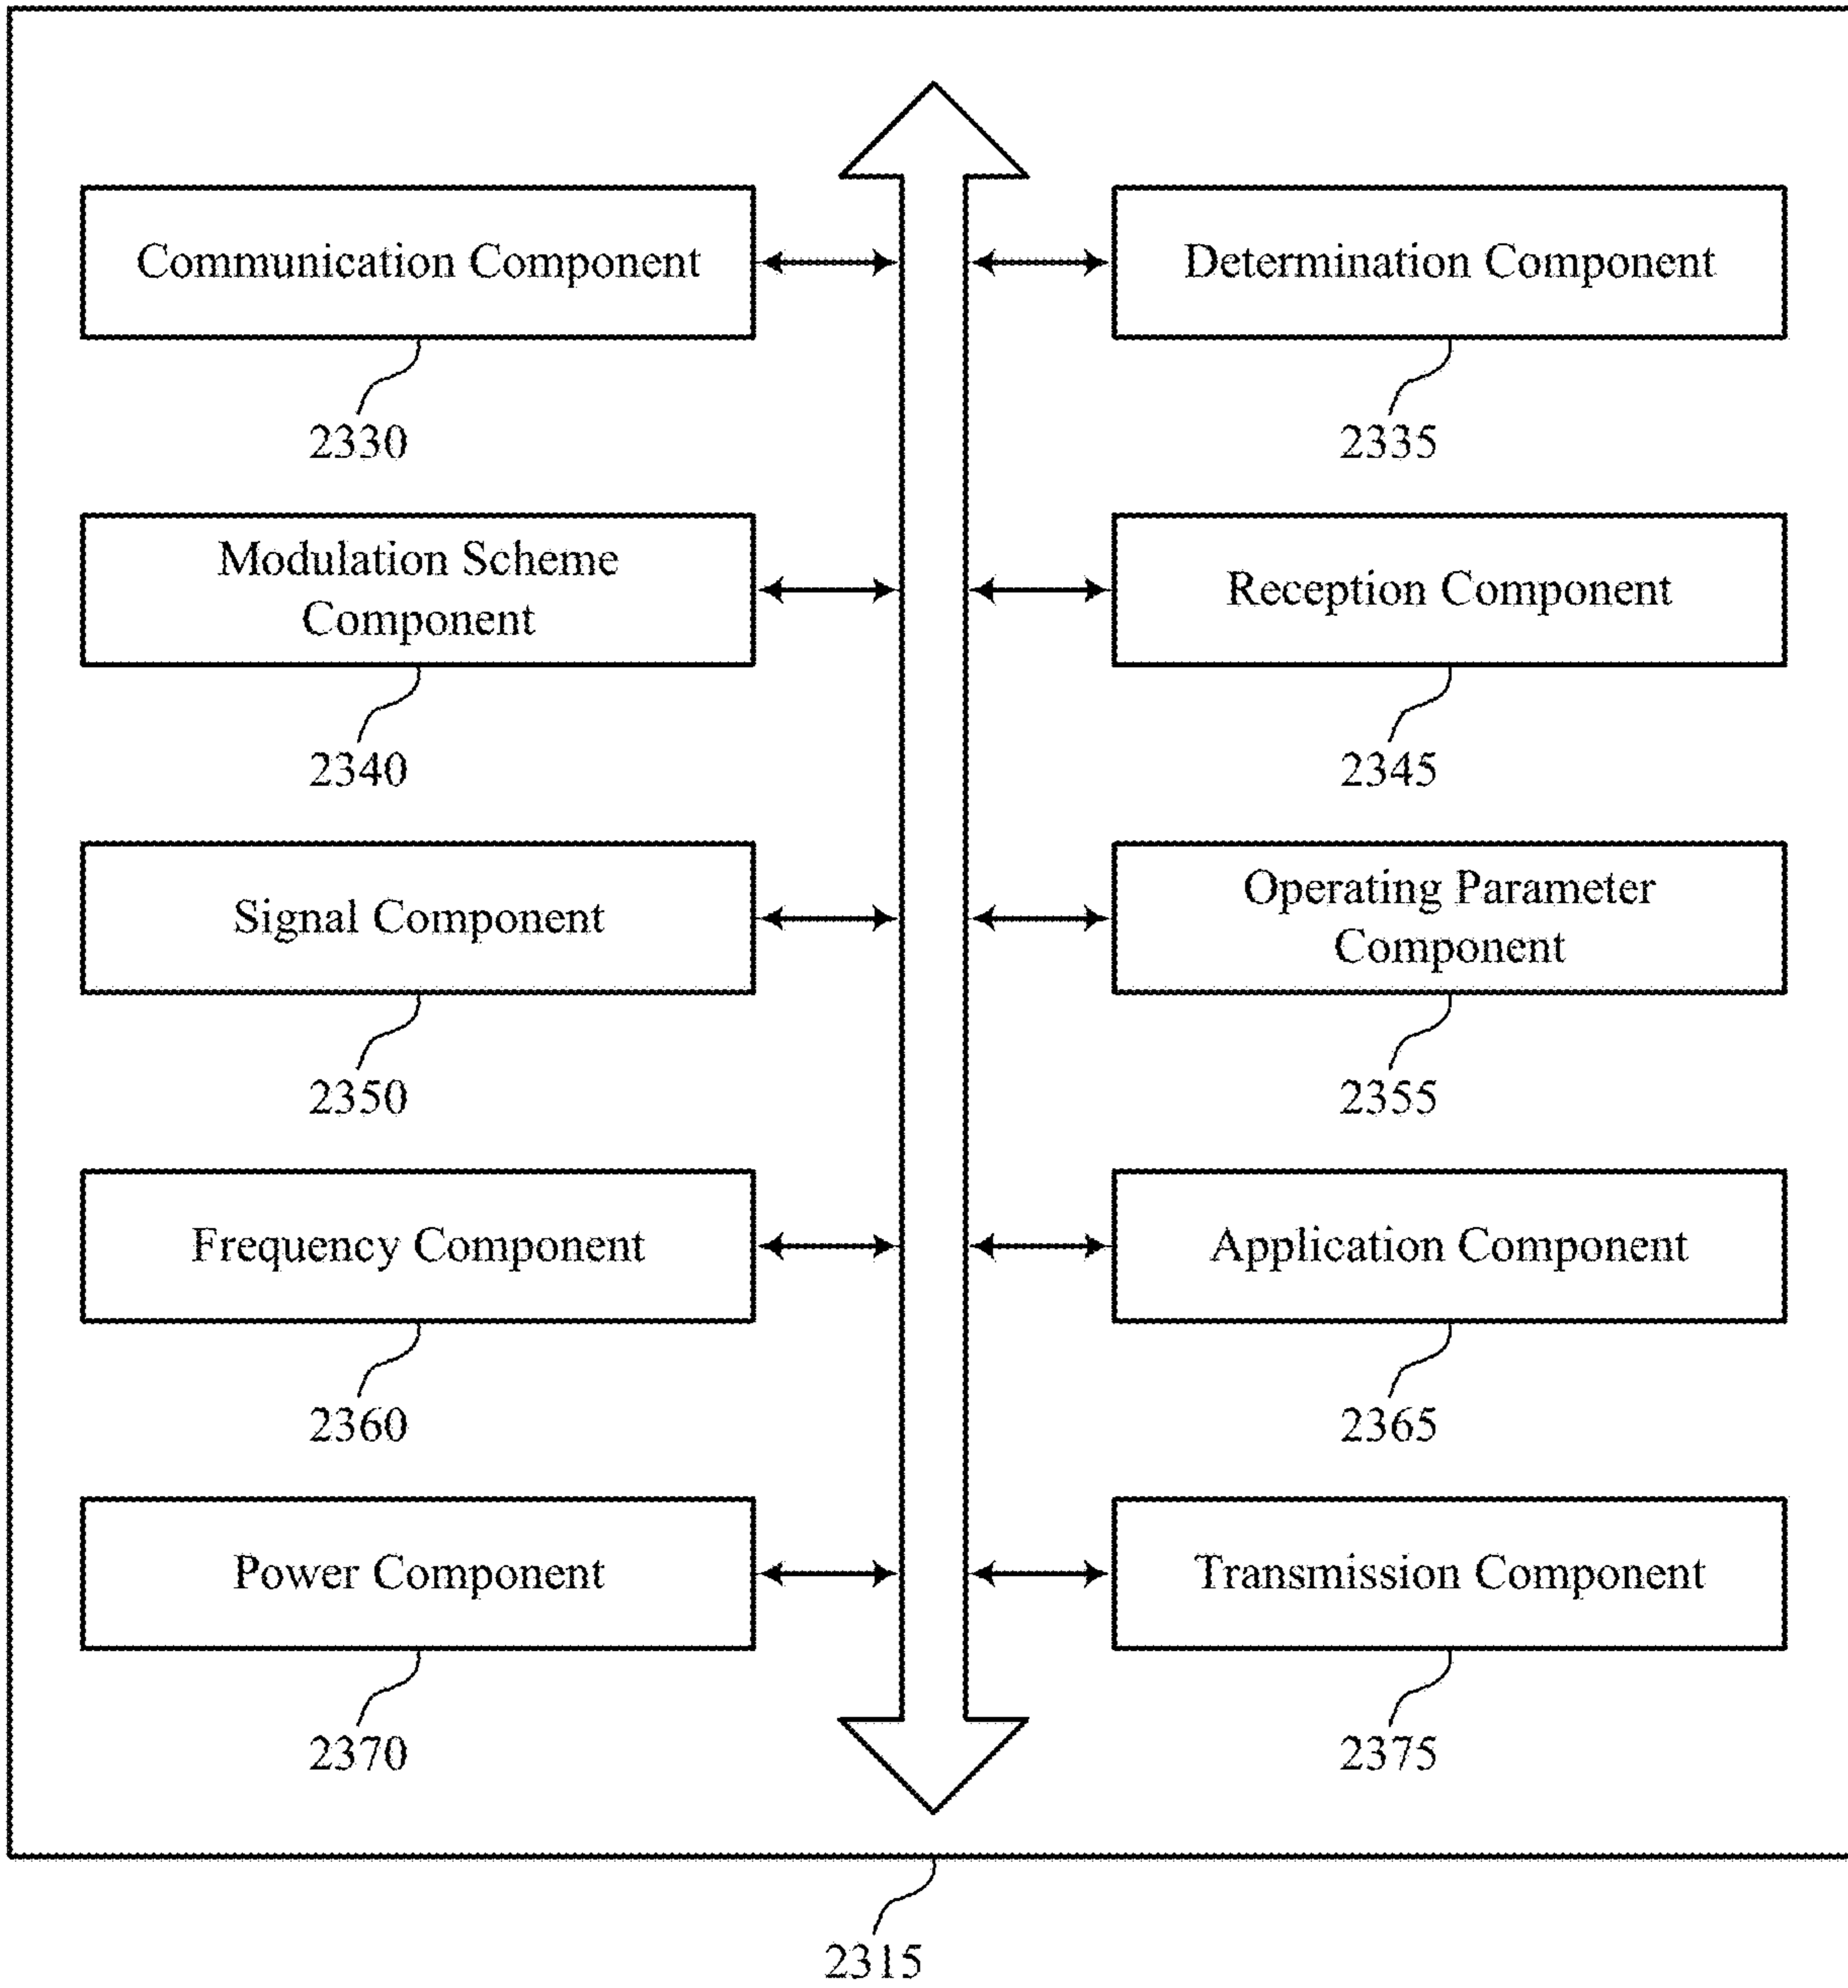 Communication Component
Determination Component
2330
2335
Modulation Scheme
Component
Reception Component
2340
2345
Signal Component
Operating Parameter
Component
2350
2355
Frequency Component
Application Component
2360
2365
Power Component
Transmission Component
2370
2375
2315